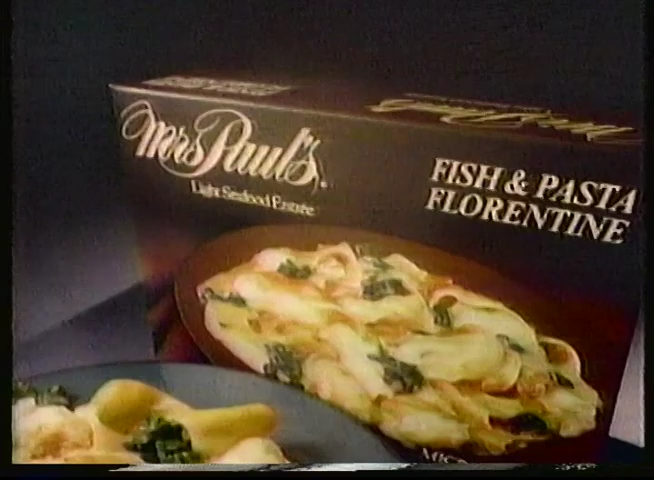 Mrs. Paul's.
Light Seafood Entrée
FISH & PASTA
FLORENTINE